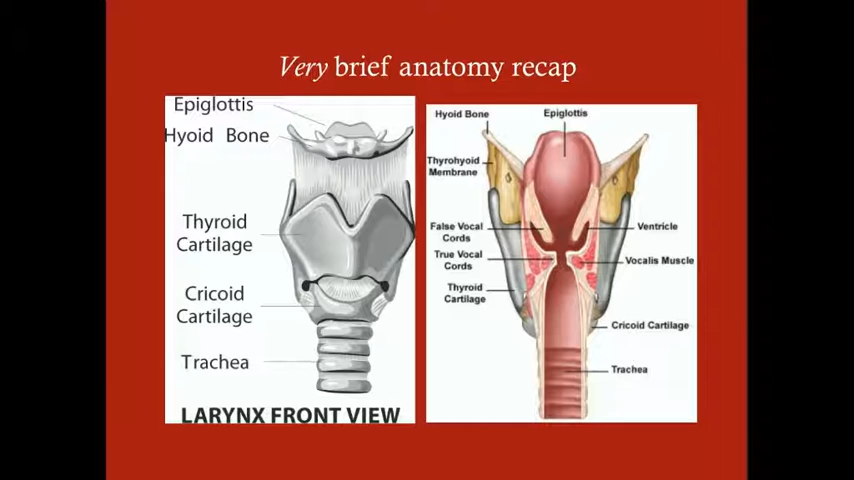 Very brief anatomy recap
Epiglottis
Hyoid Bone
Thyroid
Cartilage
Cricoid
Cartilage
Trachea
LARYNX FRONT VIEW
Hyoid Bone
Epiglottis
Thyrohyoid
Membrane
False Vocal
Cords
Ventricle
True Vocal
Cords
Vocalis Muscle
Thyroid
Cartilage
Cricoid Cartilage
Trachea